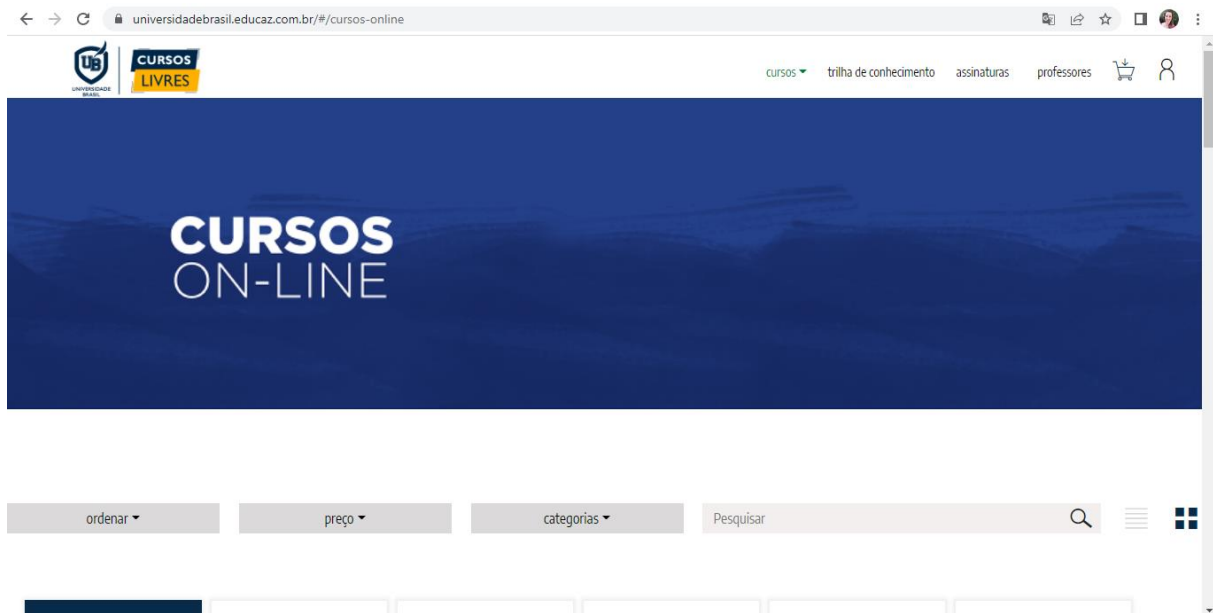 universidadebrasil.educaz.com.br/#/cursos-online
UB
UNIVERSIDADE
BRASIL
CURSOS
LIVRES
cursos
trilha de conhecimento
assinaturas
professores
CURSOS
ON-LINE
ordenar
preço
categorias
Pesquisar